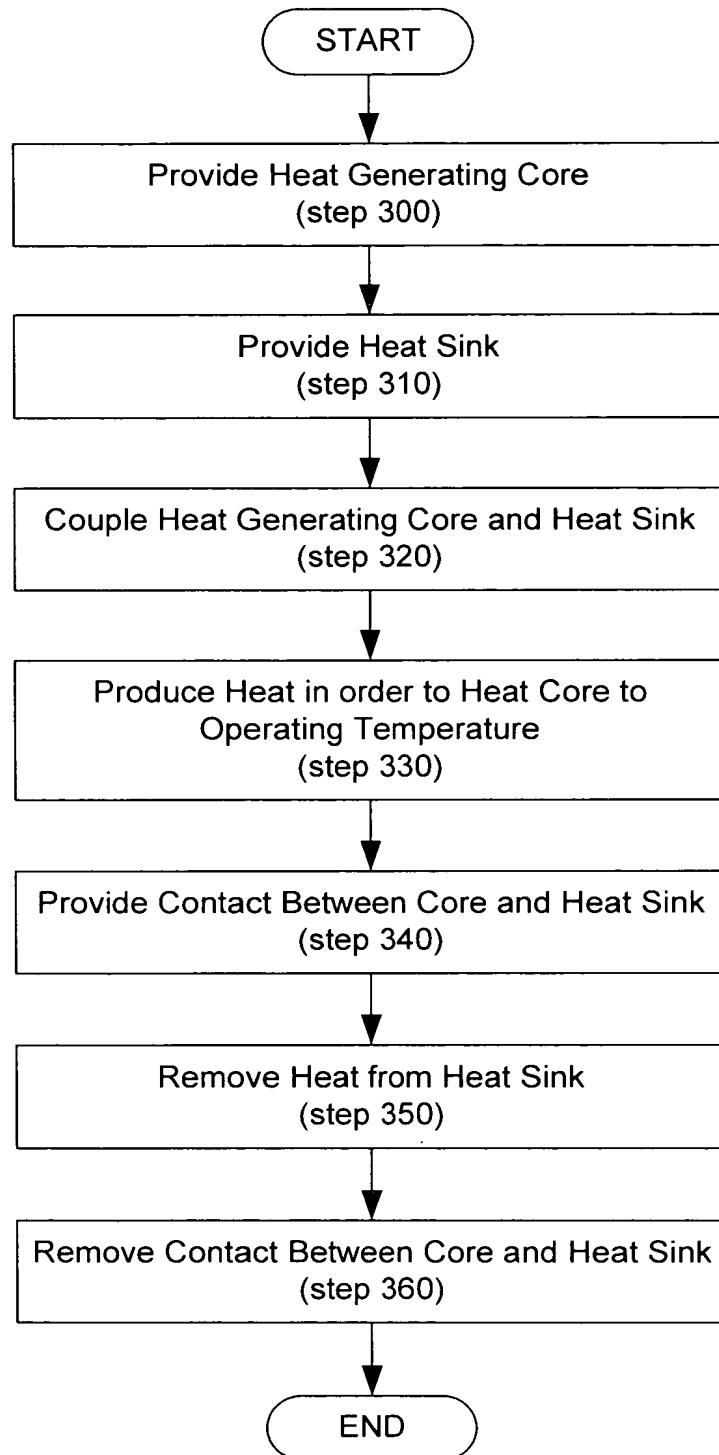 START
Provide Heat Generating Core
(step 300)
Provide Heat Sink
(step 310)
Couple Heat Generating Core and Heat Sink
(step 320)
Produce Heat in order to Heat Core to
Operating Temperature
(step 330)
Provide Contact Between Core and Heat Sink
(step 340)
Remove Heat from Heat Sink
(step 350)
Remove Contact Between Core and Heat Sink
(step 360)
END